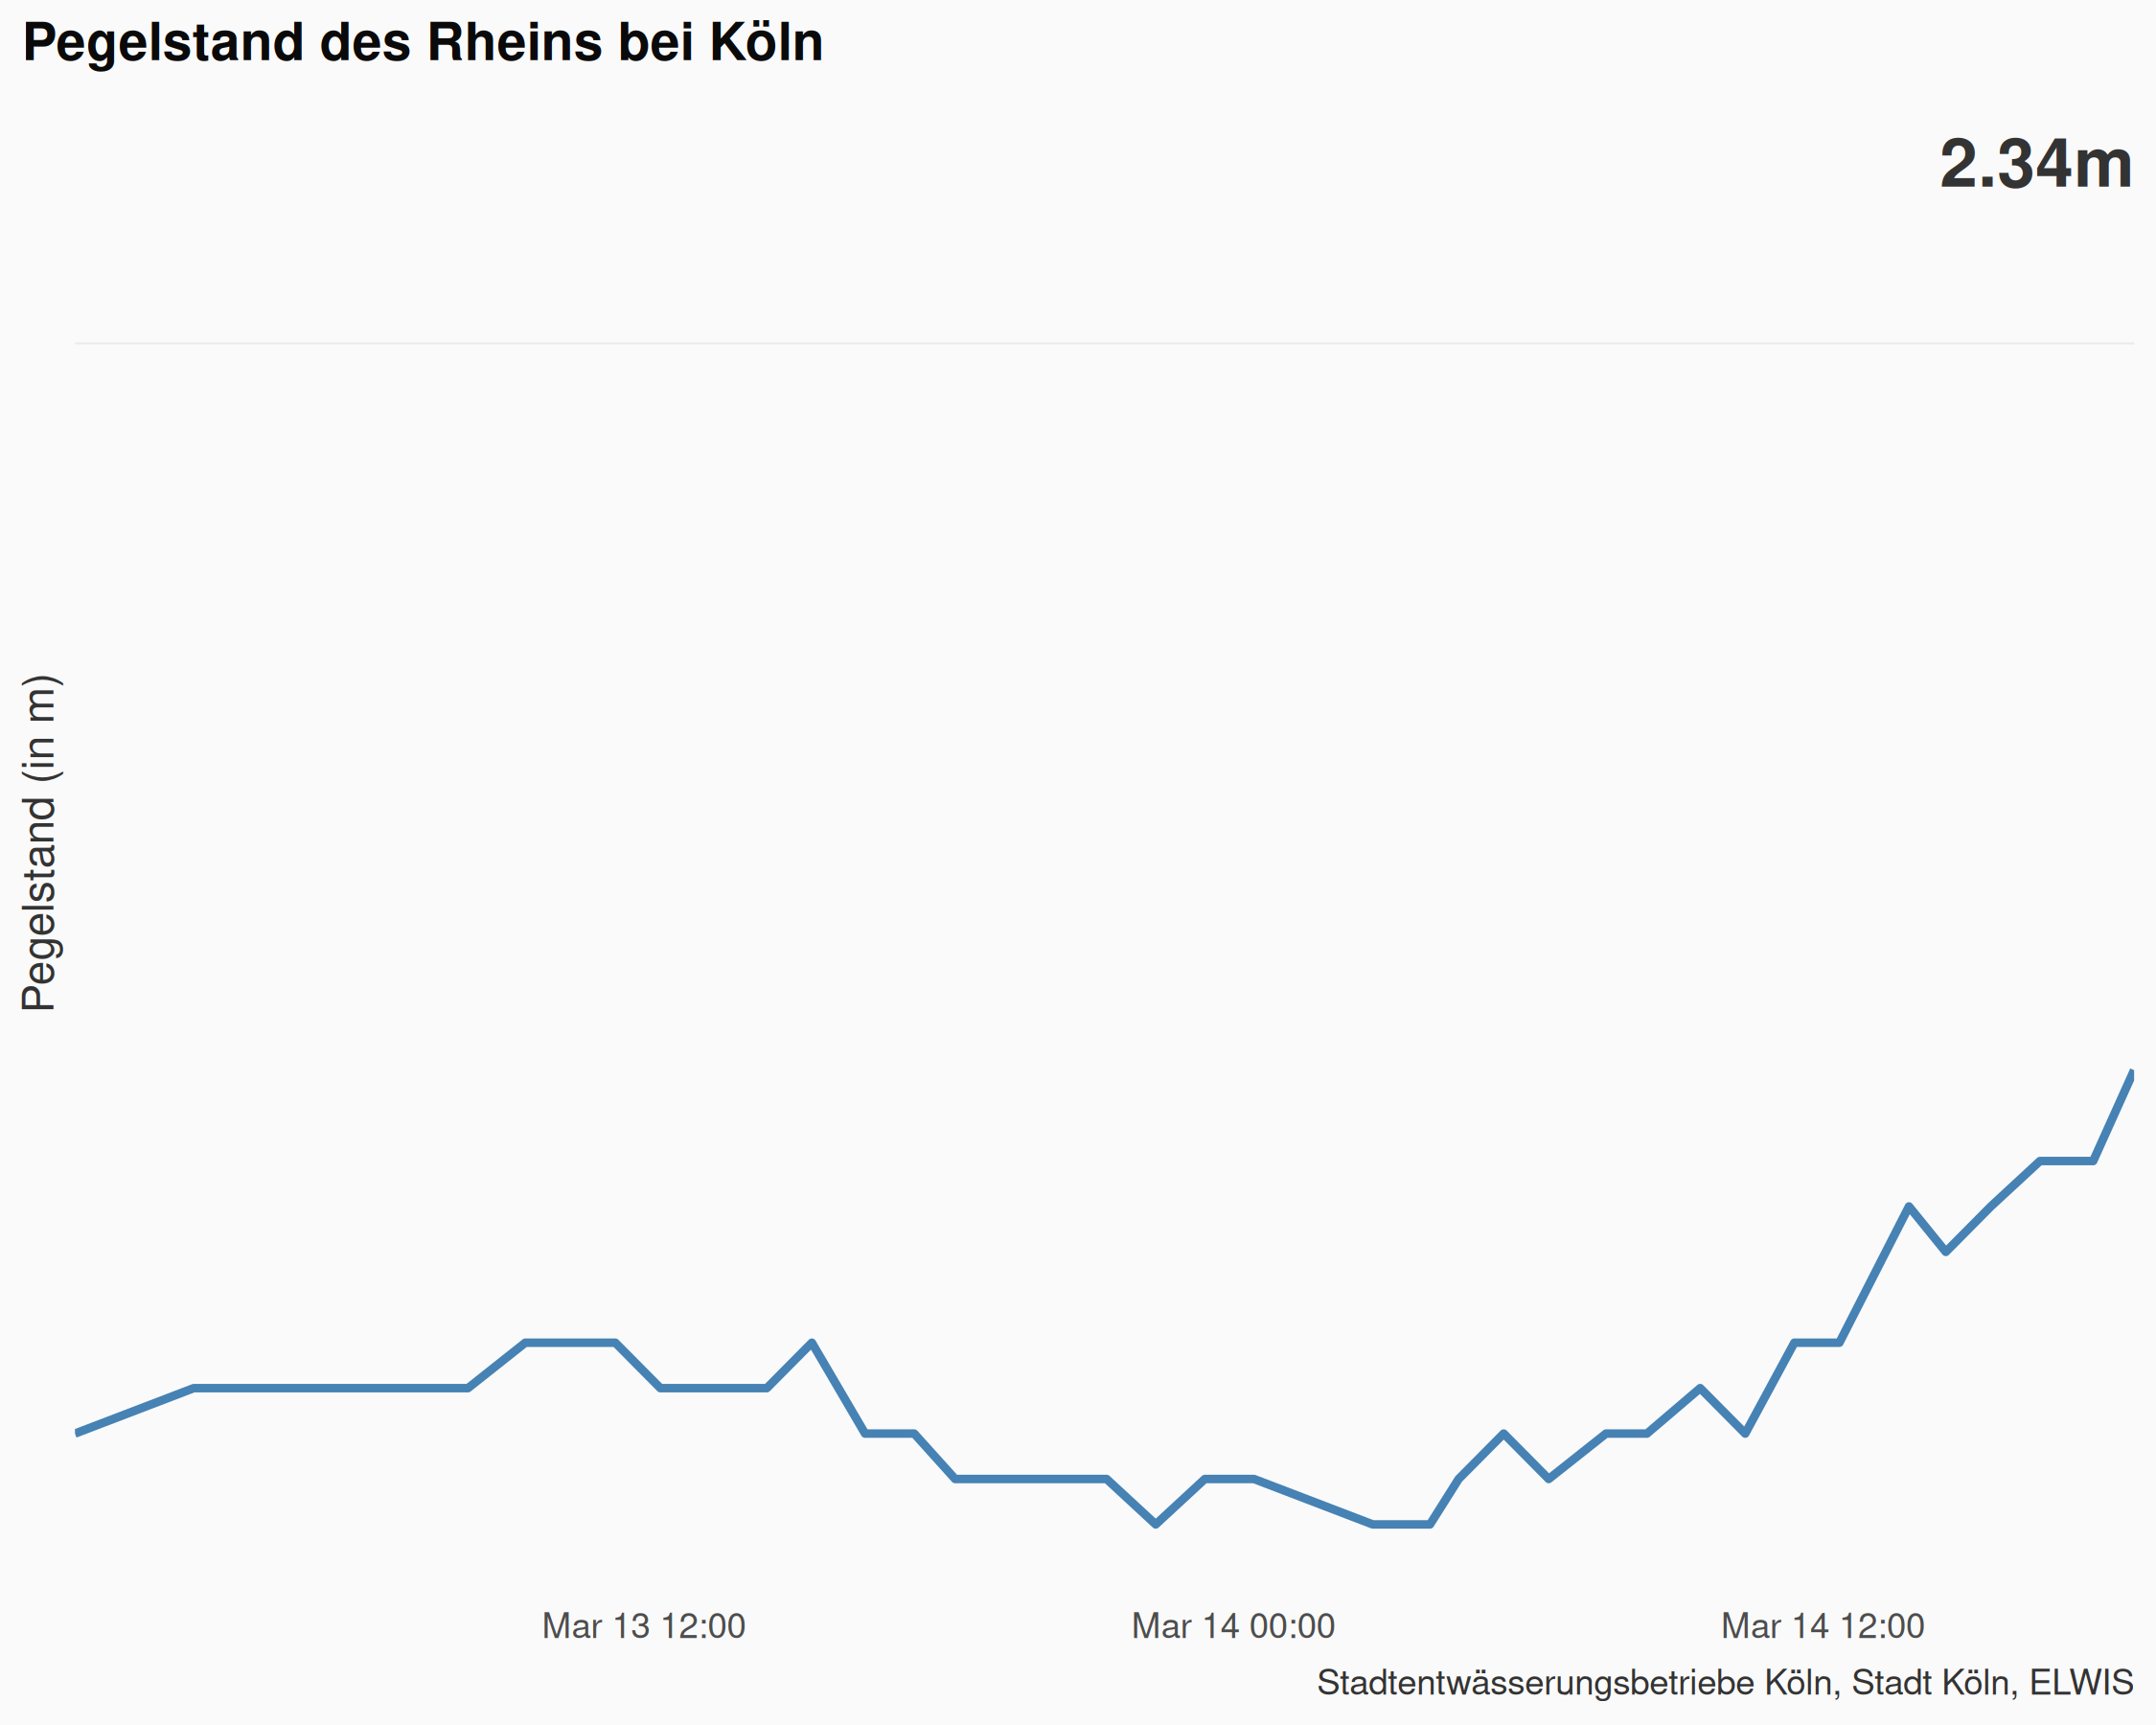 Pegelstand des Rheins bei Köln
2.34m
Pegelstand (in m)
Mar 13 12:00
Mar 14 00:00
Mar 14 12:00
Stadtentwässerungsbetriebe Köln, Stadt Köln, ELWIS